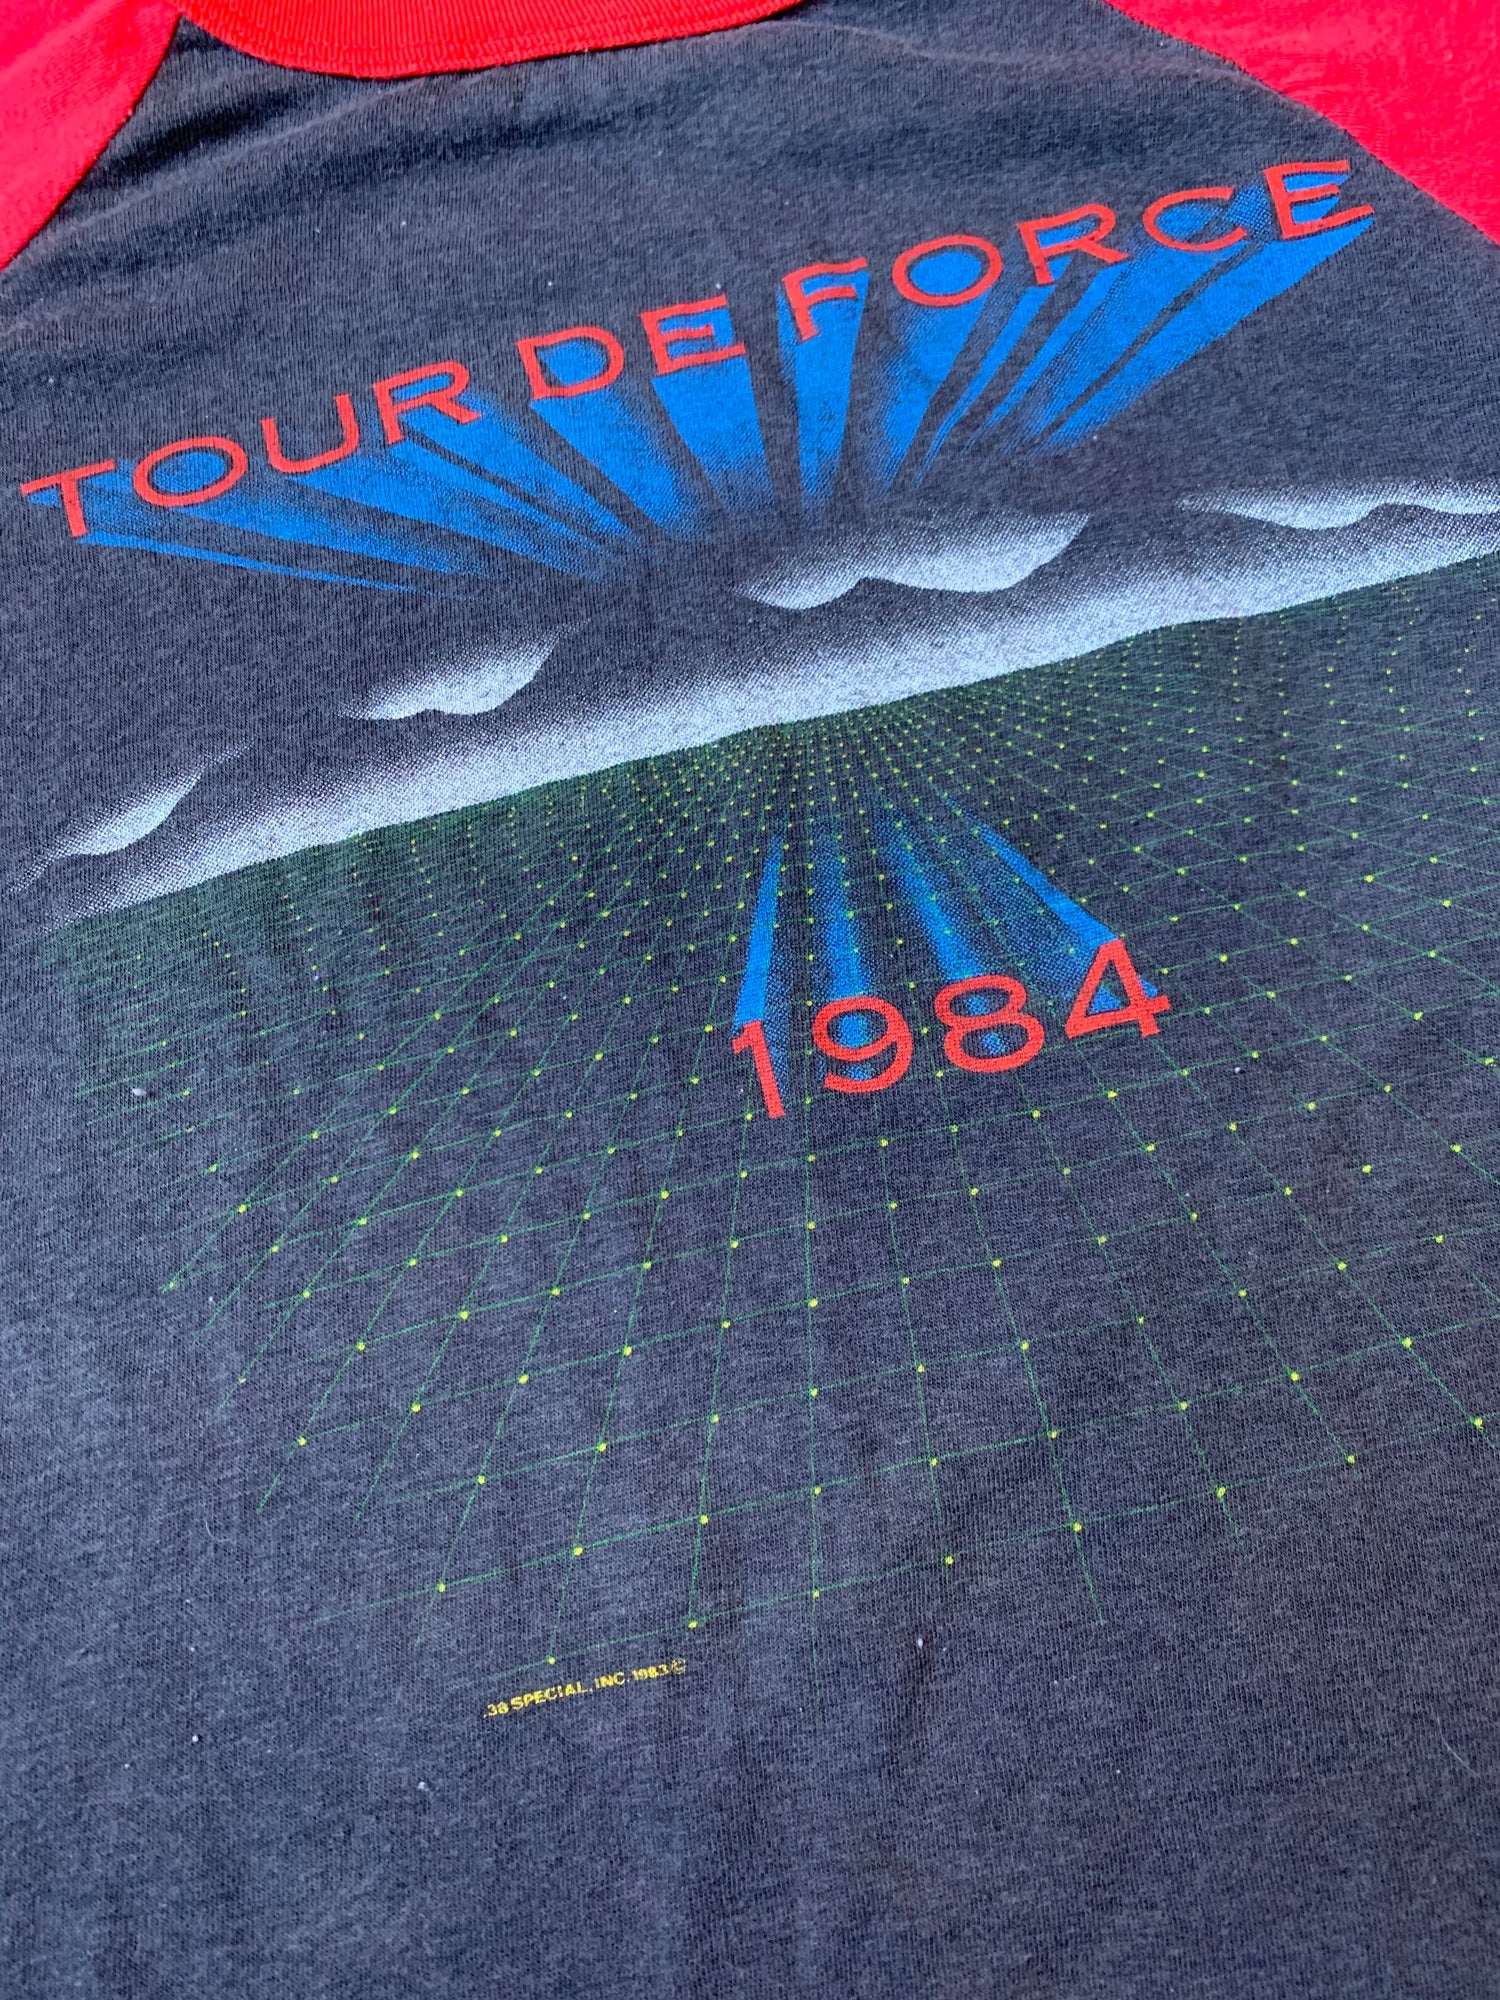 TOUR DE FORCE
1984
.38 SPECIAL, INC. 1983 ©